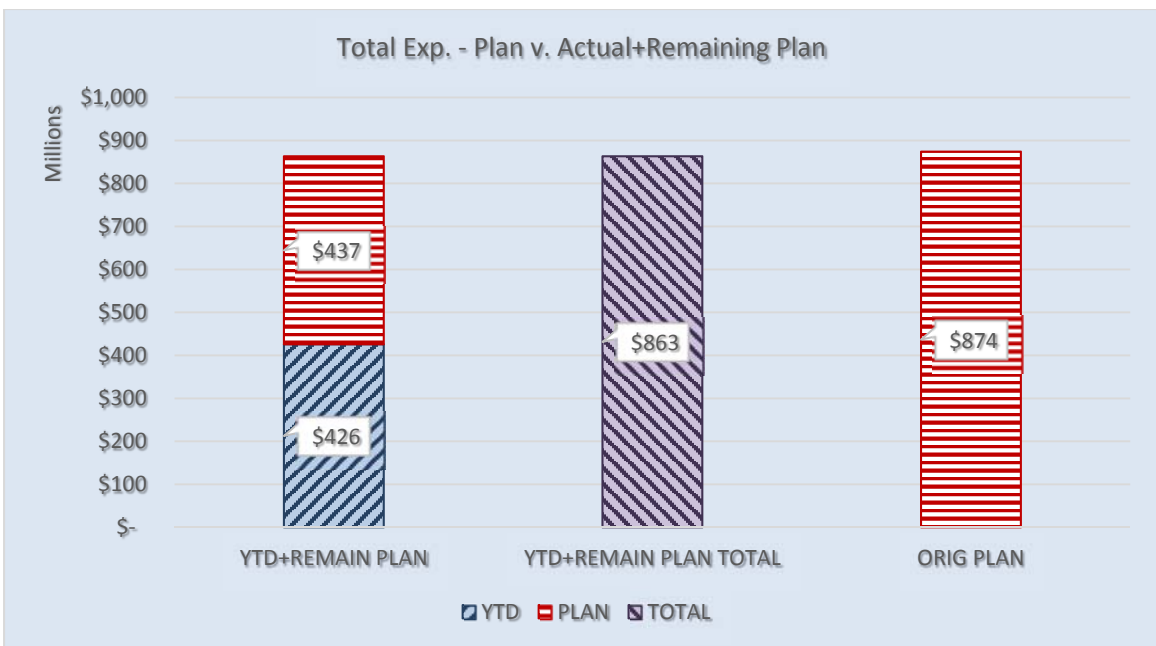 Total Exp. - Plan v. Actual+Remaining Plan
Millions
$1,000
$900
$800
$700
$600
$500
$400
$300
$200
$100
$-
$437
$426
$863
$874
YTD+REMAIN PLAN
YTD+REMAIN PLAN TOTAL
ORIG PLAN
YTD PLAN TOTAL